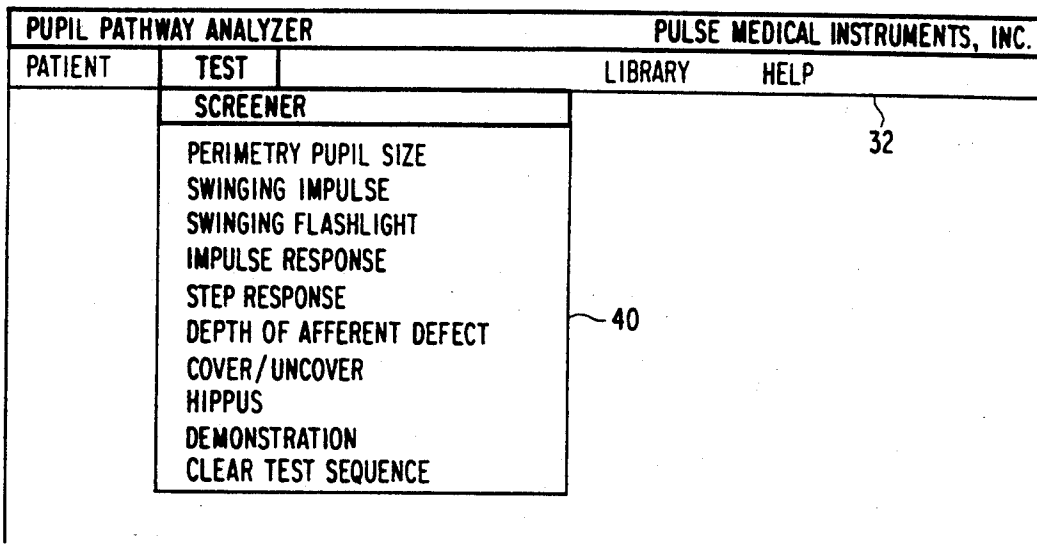 PUPIL PATHWAY ANALYZER PULSE MEDICAL INSTRUMENTS, INC.
PATIENT TEST LIBRARY HELP
SCREENER
32
PERIMETRY PUPIL SIZE
SWINGING IMPULSE
SWINGING FLASHLIGHT
IMPULSE RESPONSE
STEP RESPONSE
40
DEPTH OF AFFERENT DEFECT
COVER/UNCOVER
HIPPUS
DEMONSTRATION
CLEAR TEST SEQUENCE